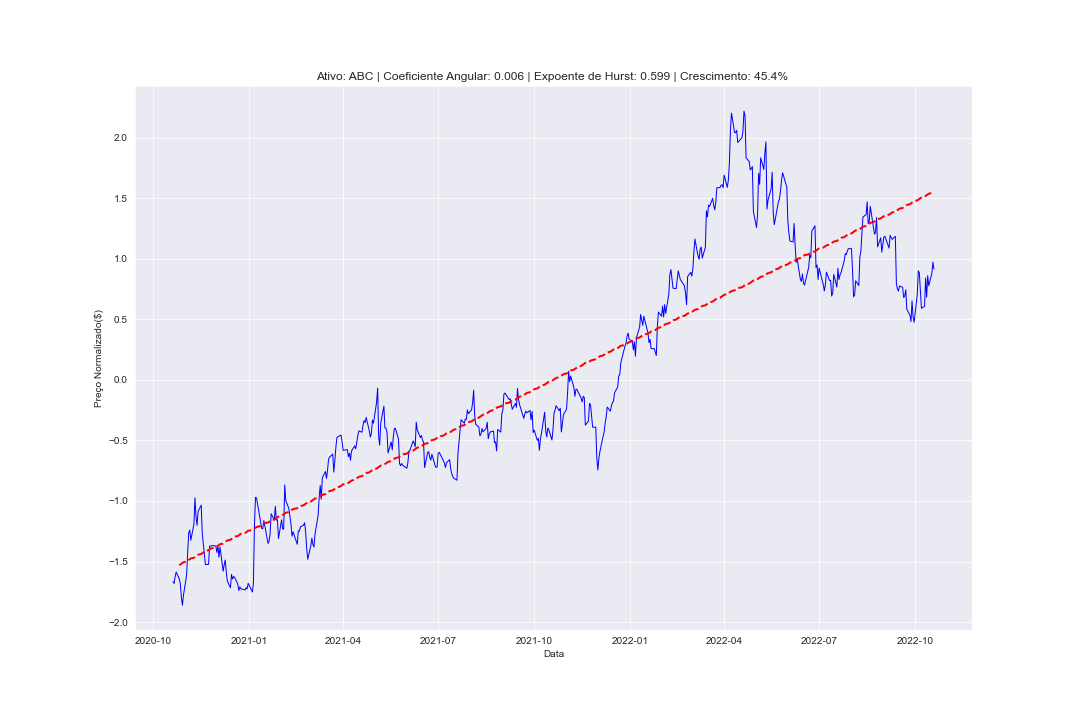 Ativo: ABC | Coeficiente Angular: 0.006 | Expoente de Hurst: 0.599 | Crescimento: 45.4%
Preço Normalizado($)
2.0
1.5
1.0
0.5
0.0
−0.5
−1.0
−1.5
−2.0
2020-10 2021-01 2021-04 2021-07 2021-10 2022-01 2022-04 2022-07 2022-10
Data